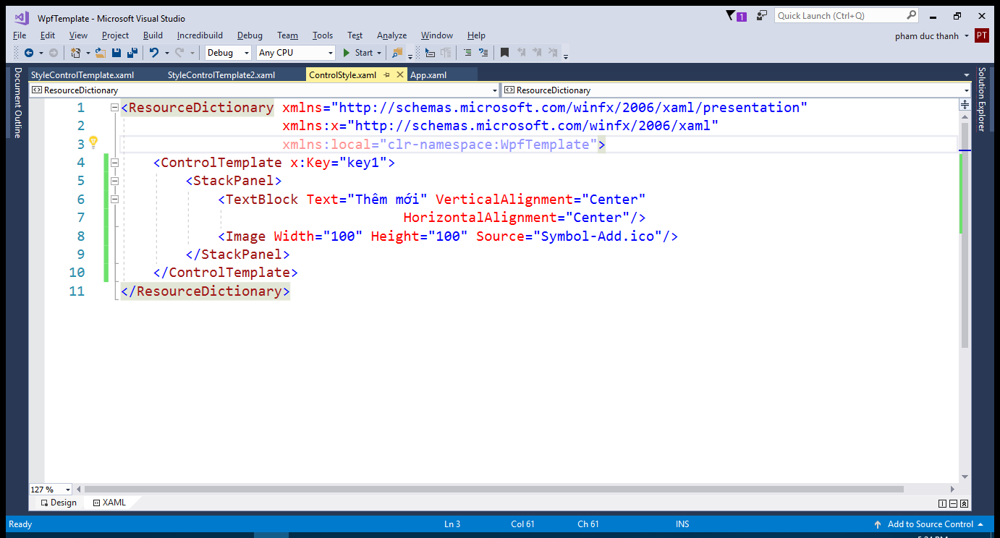 WpfTemplate - Microsoft Visual Studio
1
Quick Launch (Ctrl+Q)
File Edit View Project Build Incredibuild Debug Team Tools Test Analyze Window Help
pham duc thanh PT
Debug Any CPU Start
Document Outline
StyleControlTemplate.xaml StyleControlTemplate2.xaml ControlStyle.xaml App.xaml
Solution Explorer
ResourceDictionary ResourceDictionary
1 <ResourceDictionary xmlns="http://schemas.microsoft.com/winfx/2006/xaml/presentation"
2 xmlns:x="http://schemas.microsoft.com/winfx/2006/xaml"
3 xmlns:local="clr-namespace:WpfTemplate">
4 <ControlTemplate x:Key="key1">
5 <StackPanel>
6 <TextBlock Text="Thêm mới" VerticalAlignment="Center"
7 HorizontalAlignment="Center"/>
8 <Image Width="100" Height="100" Source="Symbol-Add.ico"/>
9 </StackPanel>
10 </ControlTemplate>
11 </ResourceDictionary>
127 %
Design XAML
Ready Ln 3 Col 61 Ch 61 INS Add to Source Control